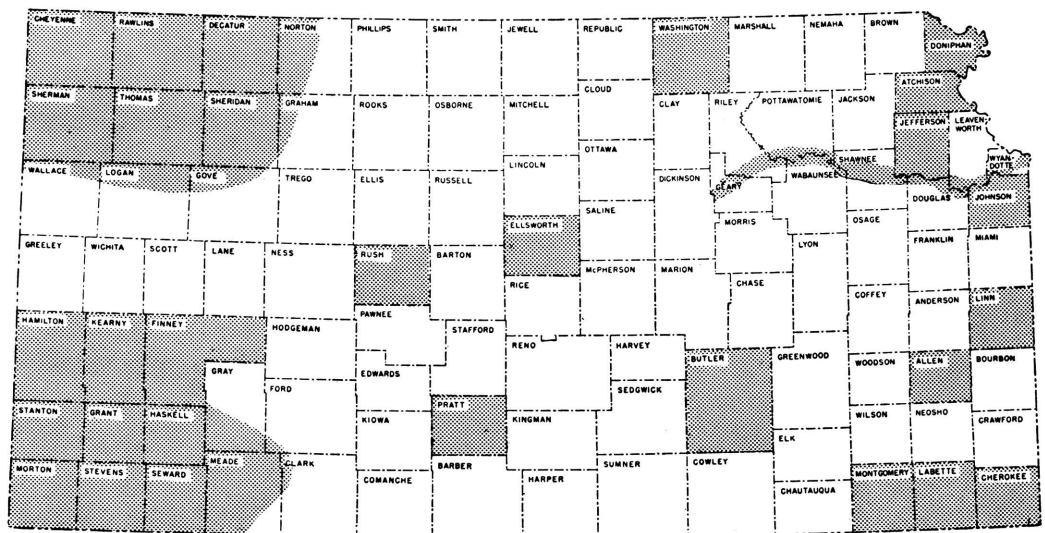 CHEYENNE
RAWLINS
DECATUR
NORTON
PHILLIPS
SMITH
JEWELL
REPUBLIC
WASHINGTON
MARSHALL
NEMAHA
BROWN
DONIPHAN
ATCHISON
SHERMAN
THOMAS
SHERIDAN
GRAHAM
ROOKS
OSBORNE
MITCHELL
CLOUD
CLAY
RILEY
POTTAWATOMIE
JACKSON
JEFFERSON
LEAVEN-
WORTH
WYAN-
DOTTE
WALLACE
LOGAN
GOVE
TREGO
ELLIS
RUSSELL
LINCOLN
OTTAWA
DICKINSON
GEARY
WABAUNSEE
SHAWNEE
DOUGLAS
JOHNSON
GREELEY
WICHITA
SCOTT
LANE
NESS
RUSH
BARTON
ELLSWORTH
SALINE
MORRIS
LYON
OSAGE
FRANKLIN
MIAMI
RICE
McPHERSON
MARION
CHASE
COFFEY
ANDERSON
LINN
HAMILTON
KEARNY
FINNEY
HODGEMAN
PAWNEE
STAFFORD
RENO
HARVEY
BUTLER
GREENWOOD
WOODSON
ALLEN
BOURBON
GRAY
FORD
EDWARDS
SEDGWICK
STANTON
GRANT
HASKELL
KIOWA
PRATT
KINGMAN
ELK
WILSON
NEOSHO
CRAWFORD
MORTON
STEVENS
SEWARD
MEADE
CLARK
COMANCHE
BARBER
HARPER
SUMNER
COWLEY
CHAUTAUQUA
MONTGOMERY
LABETTE
CHEROKEE